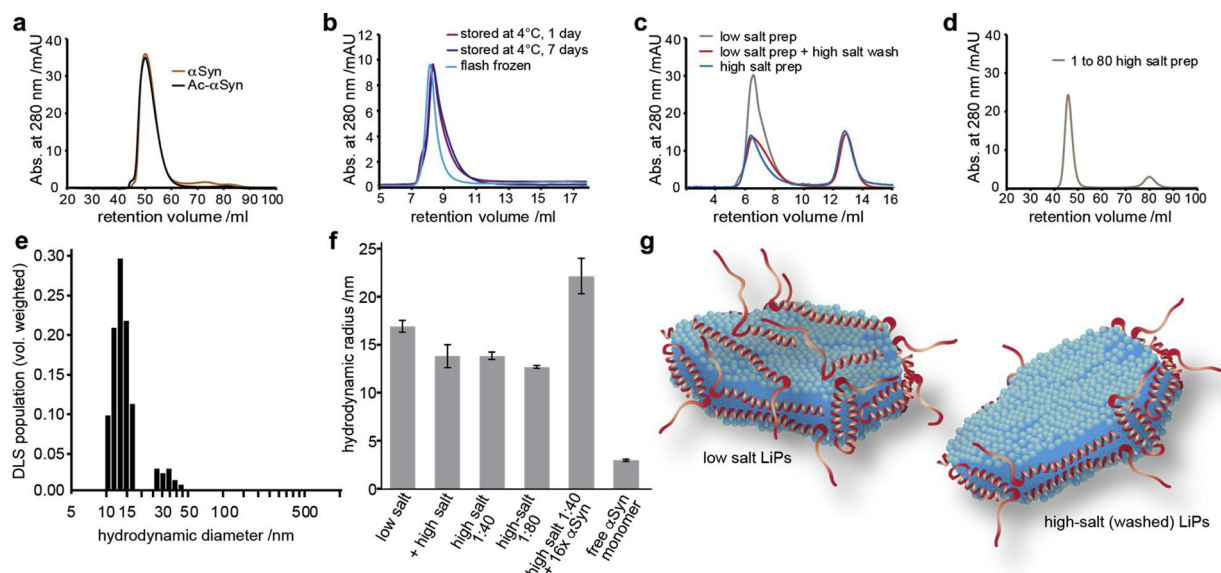 a
Abs. at 280 nm /mAU
40
30
20
10
0
αSyn
Ac-αSyn
20 30 40 50 60 70 80 90 100
retention volume /ml
b
Abs. at 280 nm /mAU
12
10
8
6
4
2
0
stored at 4°C, 1 day
stored at 4°C, 7 days
flash frozen
5 7 9 11 13 15 17
retention volume /ml
c
Abs. at 280 nm /mAU
40
30
20
10
0
low salt prep
low salt prep + high salt wash
high salt prep
4 6 8 10 12 14 16
retention volume /ml
d
Abs. at 280 nm /mAU
40
30
20
10
0
1 to 80 high salt prep
20 30 40 50 60 70 80 90 100
retention volume /ml
e
DLS population (vol. weighted)
0.30
0.25
0.20
0.15
0.10
0.05
0.00
5 10 15 30 50 100 500
hydrodynamic diameter /nm
f
hydrodynamic radius /nm
25
20
15
10
5
0
low salt
+ high salt
high salt
1:40
high-salt
1:80
high salt 1:40
+ 16x αSyn
free αSyn
monomer
g
low salt LiPs
high-salt (washed) LiPs